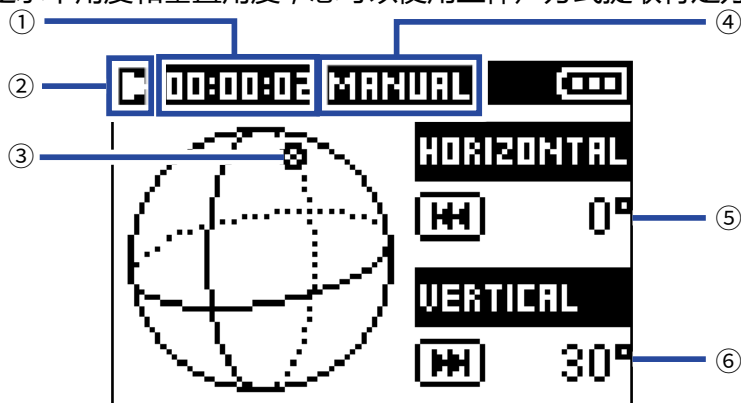 ① ④
② 00:00:02 MANUAL
③ HORIZONTAL
0° ⑤
VERTICAL
30° ⑥